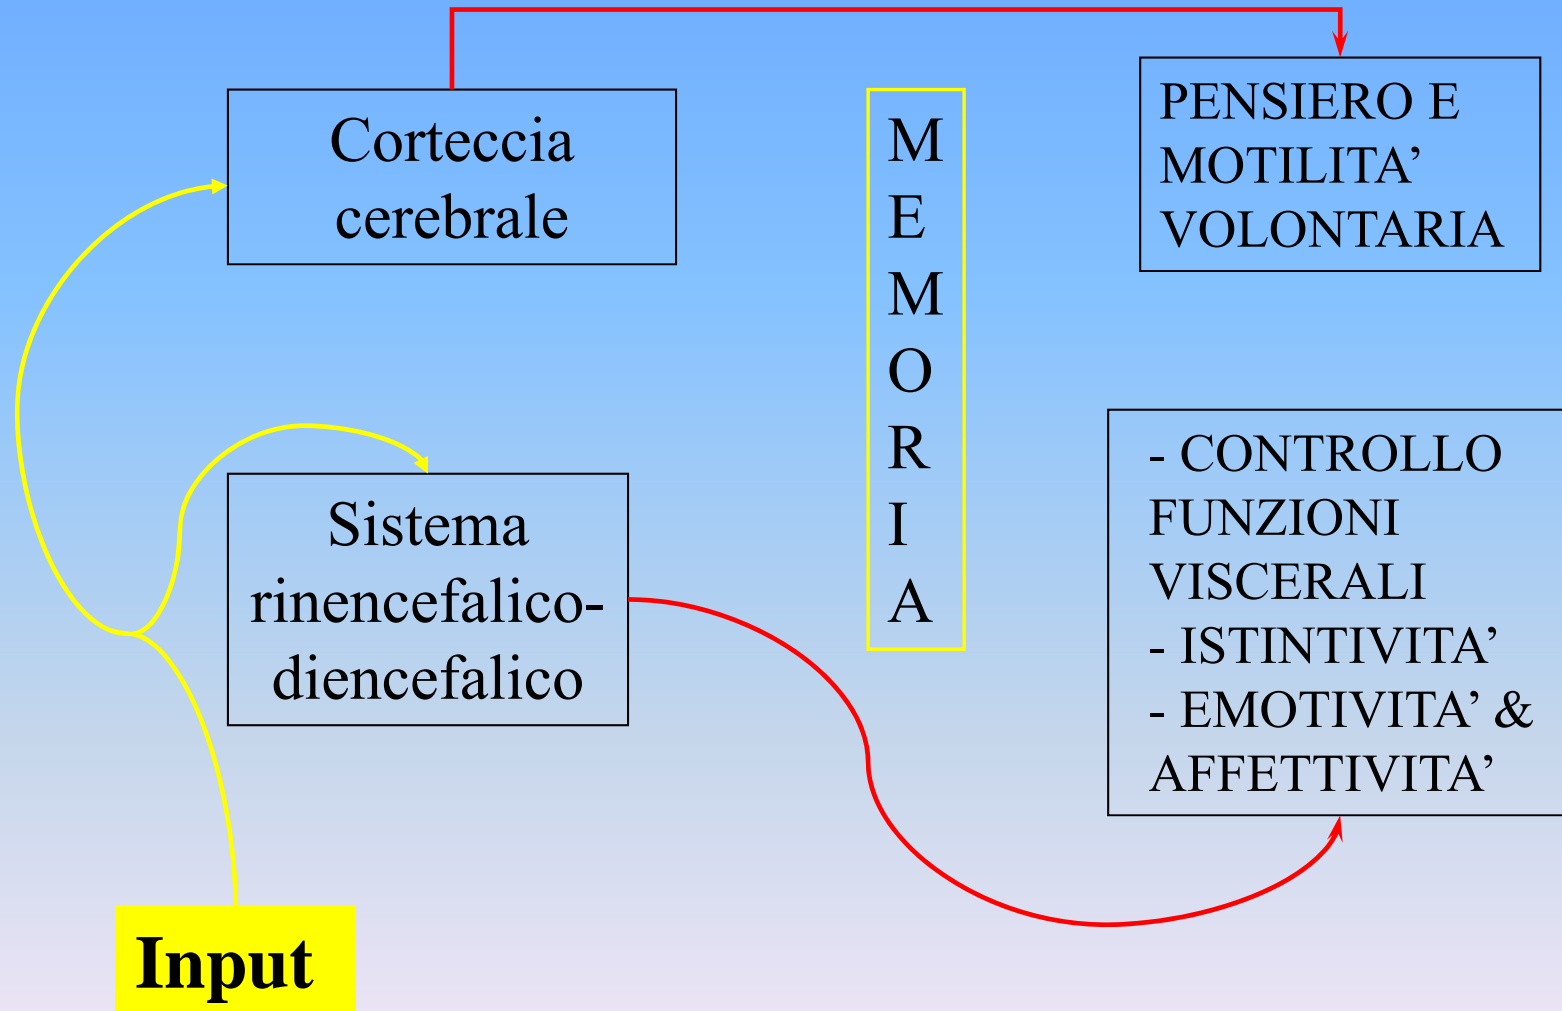 Corteccia
cerebrale
M
E
M
O
R
I
A
PENSIERO E
MOTILITA’
VOLONTARIA
Sistema
rinencefalico-
diencefalico
- CONTROLLO
FUNZIONI
VISCERALI
- ISTINTIVITA’
- EMOTIVITA’ &
AFFETTIVITA’
Input